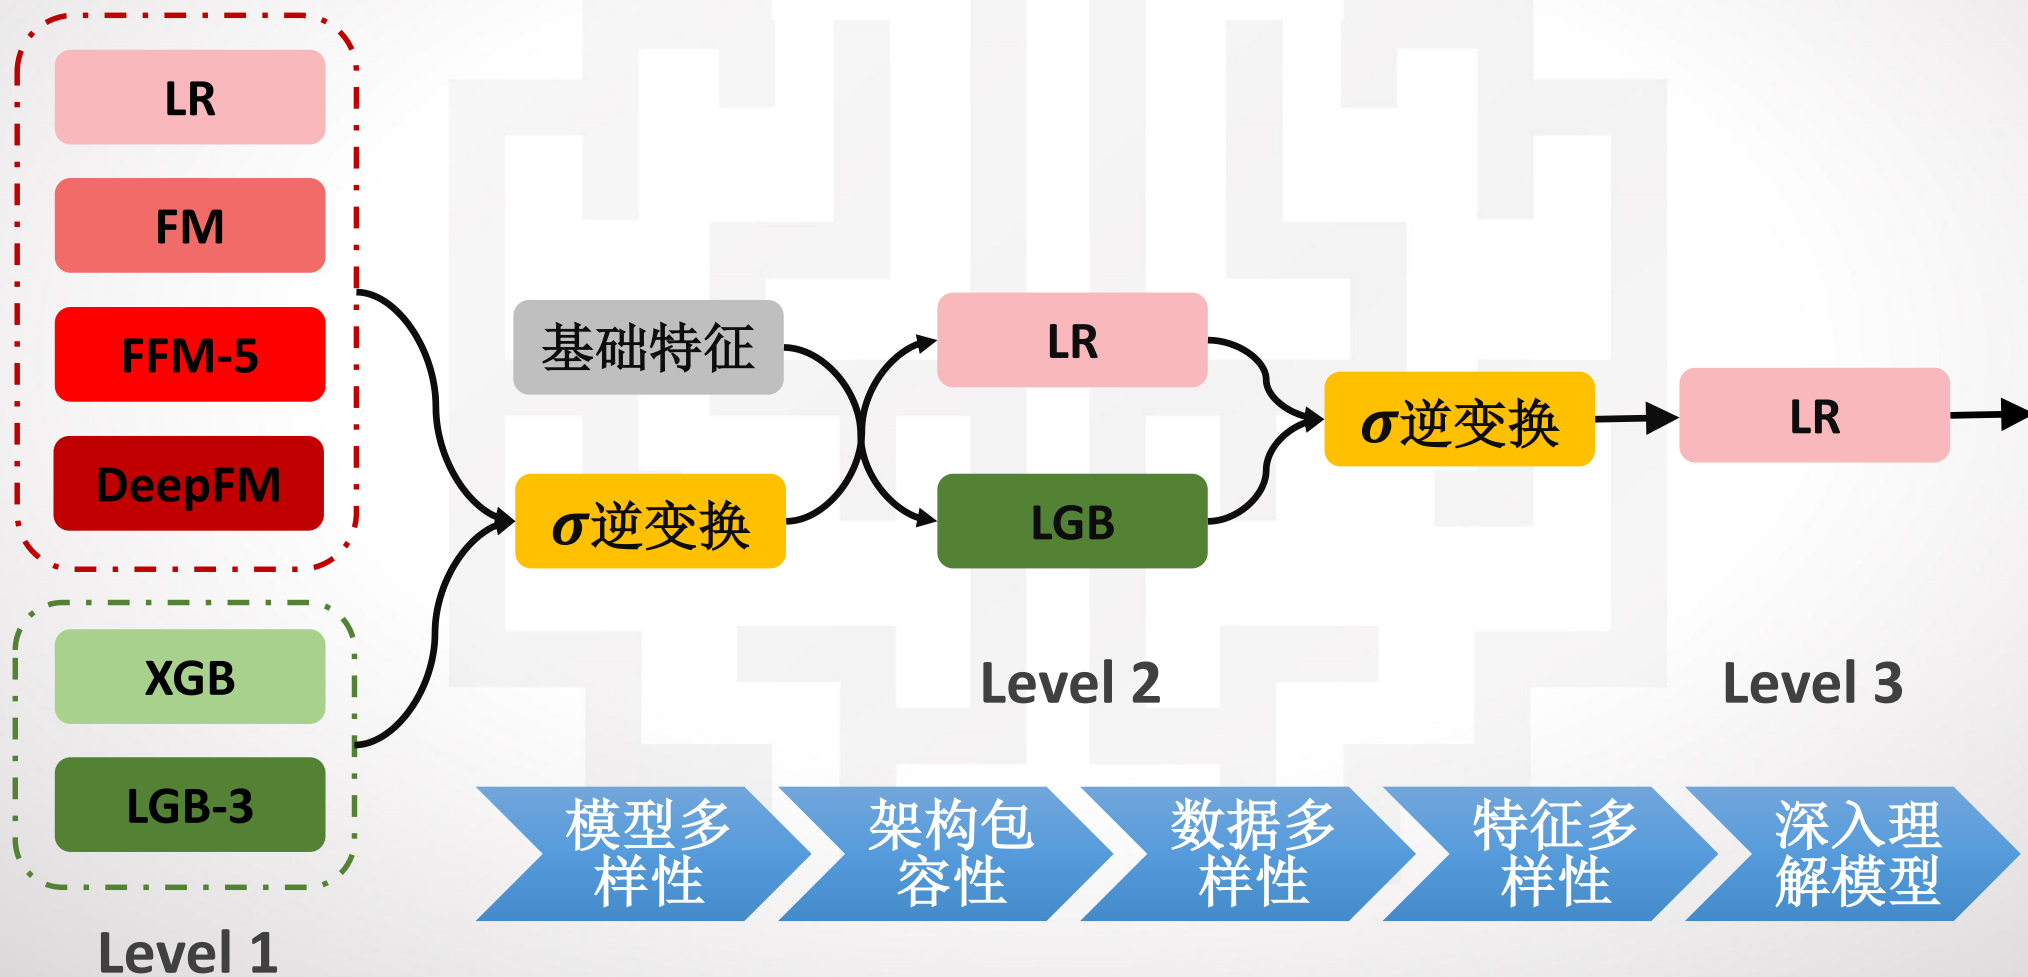 LR
FM
FFM-5
DeepFM
XGB
LGB-3
Level 1
基础特征
σ逆变换
LR
LGB
Level 2
σ逆变换
LR
Level 3
模型多
样性
架构包
容性
数据多
样性
特征多
样性
深入理
解模型